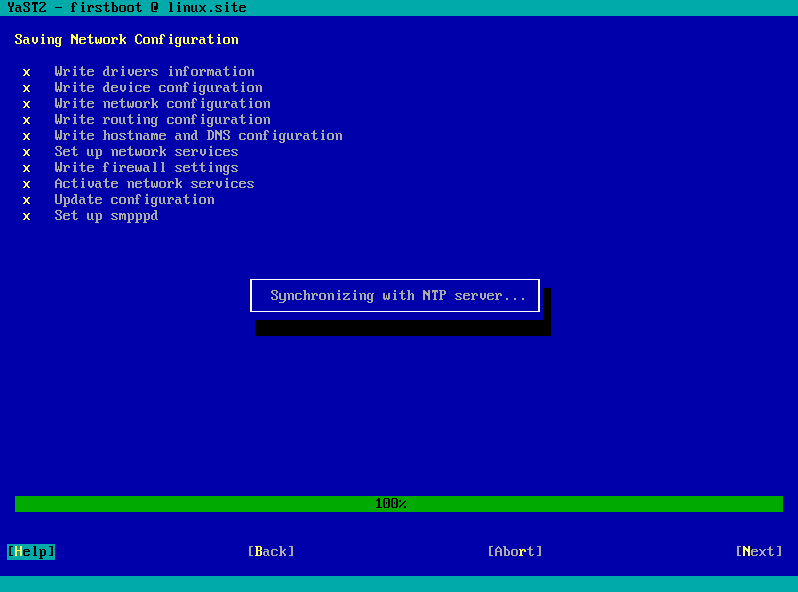 YaST2 - firstboot @ linux.site
Saving Network Configuration
x Write drivers information
x Write device configuration
x Write network configuration
x Write routing configuration
x Write hostname and DNS configuration
x Set up network services
x Write firewall settings
x Activate network services
x Update configuration
x Set up smpppd
Synchronizing with NTP server...
100%
[Help] [Back] [Abort] [Next]